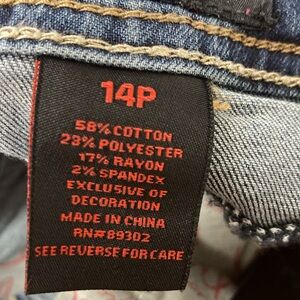 14P
58% COTTON
23% POLYESTER
17% RAYON
2% SPANDEX
EXCLUSIVE OF
DECORATION
MADE IN CHINA
RN#89302
SEE REVERSE FOR CARE